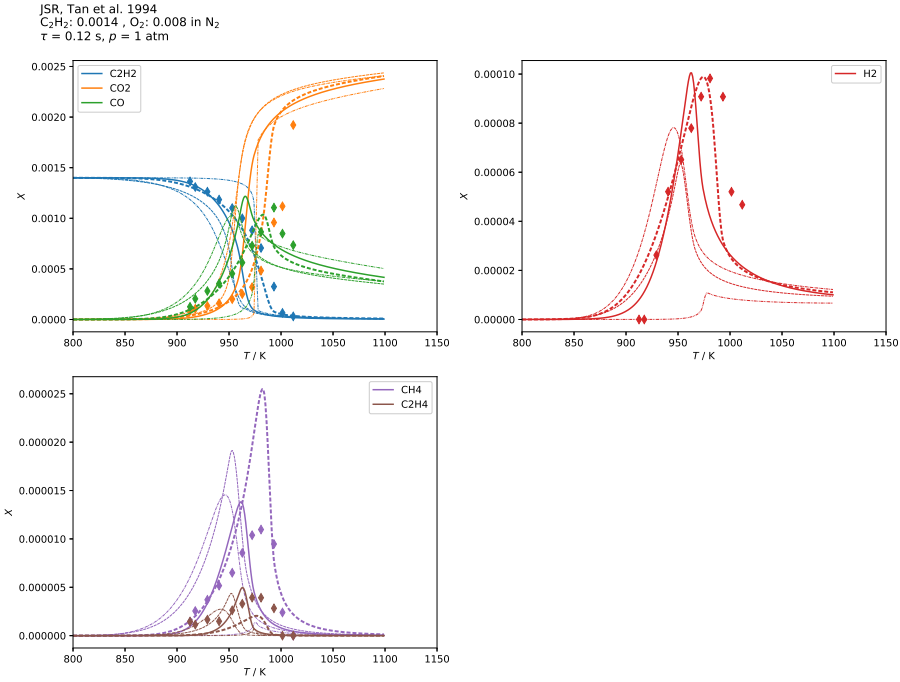 JSR, Tan et al. 1994
C₂H₂: 0.0014 , O₂: 0.008 in N₂
τ = 0.12 s, p = 1 atm
C2H2
CO2
CO
0.0025
0.0020
0.0015
0.0010
0.0005
0.0000
X
800 850 900 950 1000 1050 1100 1150
T / K
H2
0.00010
0.00008
0.00006
0.00004
0.00002
0.00000
X
800 850 900 950 1000 1050 1100 1150
T / K
CH4
C2H4
0.000025
0.000020
0.000015
0.000010
0.000005
0.000000
X
800 850 900 950 1000 1050 1100 1150
T / K